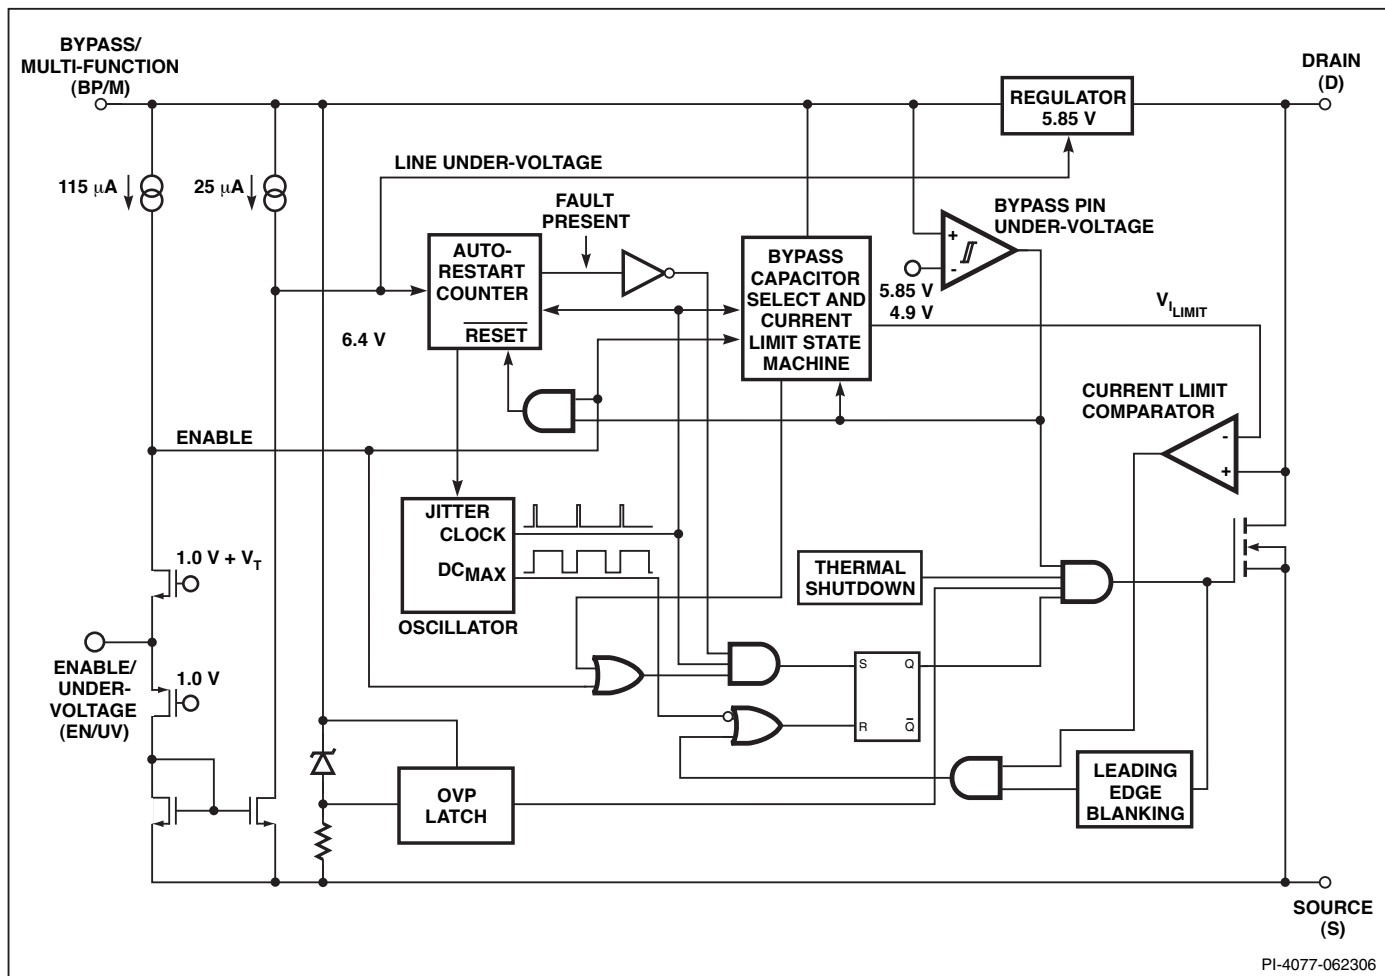 BYPASS/
MULTI-FUNCTION
(BP/M)
DRAIN
(D)
REGULATOR
5.85 V
LINE UNDER-VOLTAGE
115 μA
25 μA
FAULT
PRESENT
BYPASS PIN
UNDER-VOLTAGE
AUTO-
RESTART
COUNTER
RESET
BYPASS
CAPACITOR
SELECT AND
CURRENT
LIMIT STATE
MACHINE
+
-
5.85 V
4.9 V
VILIMIT
6.4 V
CURRENT LIMIT
COMPARATOR
-
+
ENABLE
JITTER
CLOCK
DCMAX
OSCILLATOR
1.0 V + VT
THERMAL
SHUTDOWN
ENABLE/
UNDER-
VOLTAGE
(EN/UV)
1.0 V
S Q
R Q̅
OVP
LATCH
LEADING
EDGE
BLANKING
SOURCE
(S)
PI-4077-062306